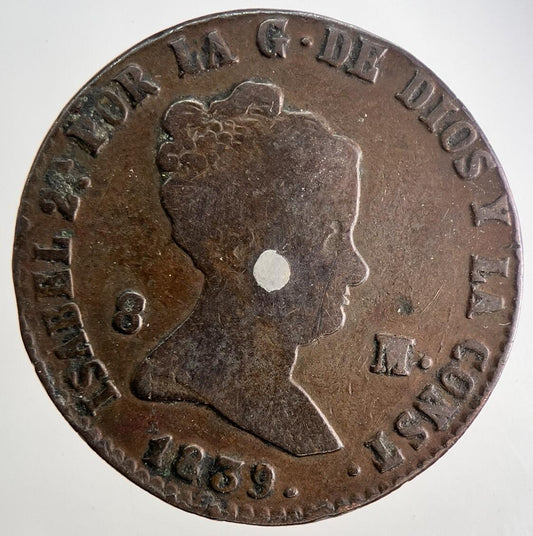 ISABEL 2ª POR LA G · DE DIOS Y LA CONST ·
8 M.
1839.